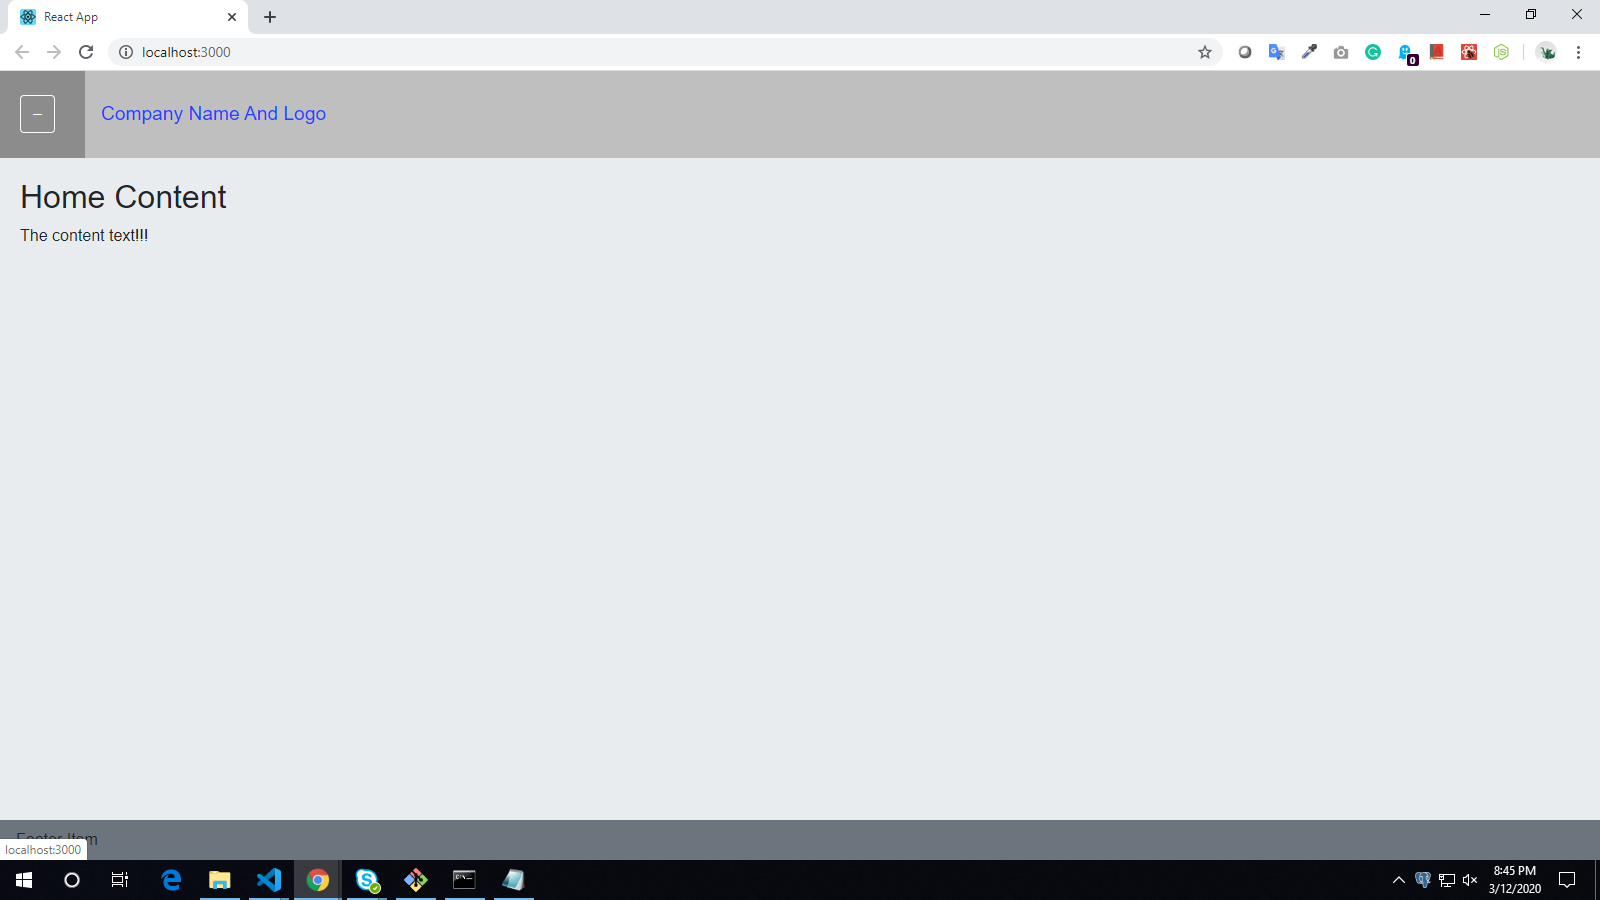 React App
localhost:3000
0
Company Name And Logo
Home Content
The content text!!!
Footer Item
localhost:3000
8:45 PM
3/12/2020